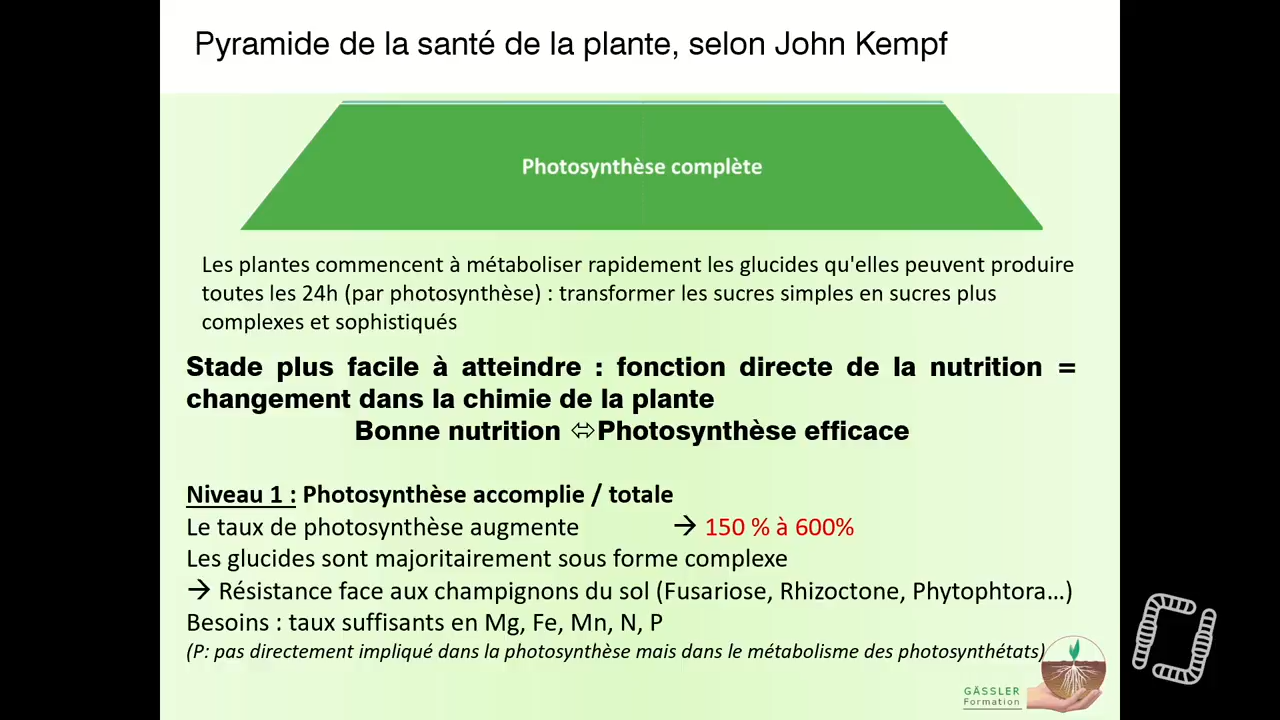 Pyramide de la santé de la plante, selon John Kempf
Photosynthèse complète
Les plantes commencent à métaboliser rapidement les glucides qu'elles peuvent produire
toutes les 24h (par photosynthèse) : transformer les sucres simples en sucres plus
complexes et sophistiqués
Stade plus facile à atteindre : fonction directe de la nutrition =
changement dans la chimie de la plante
Bonne nutrition ⬄Photosynthèse efficace
Niveau 1 : Photosynthèse accomplie / totale
Le taux de photosynthèse augmente → 150 % à 600%
Les glucides sont majoritairement sous forme complexe
→ Résistance face aux champignons du sol (Fusariose, Rhizoctone, Phytophtora…)
Besoins : taux suffisants en Mg, Fe, Mn, N, P
(P: pas directement impliqué dans la photosynthèse mais dans le métabolisme des photosynthétats)
GÄSSLER
Formation